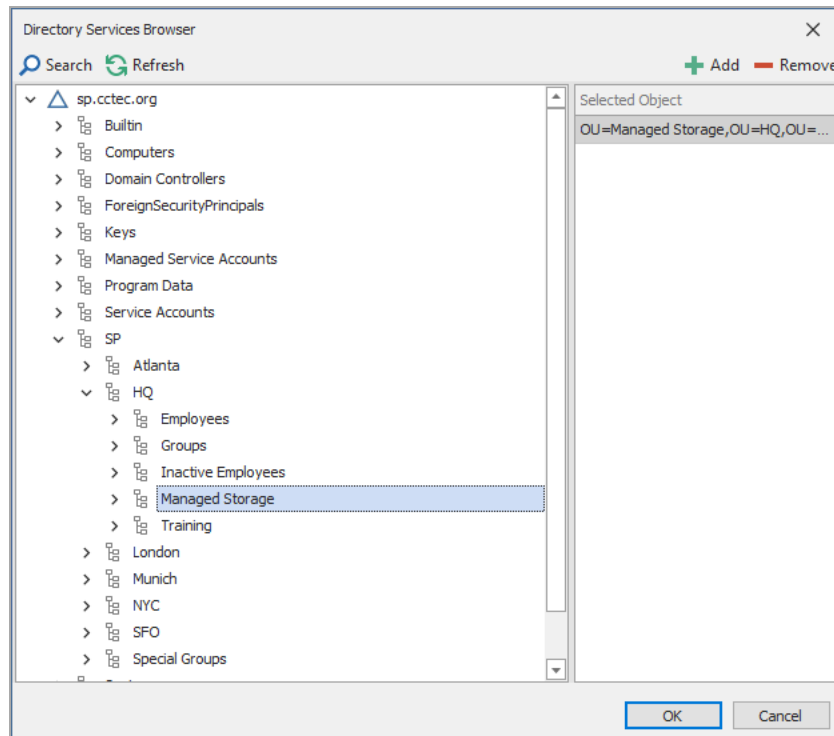 Directory Services Browser
Search Refresh Add Remove
sp.cctec.org
Selected Object
Builtin
OU=Managed Storage,OU=HQ,OU=...
Computers
Domain Controllers
ForeignSecurityPrincipals
Keys
Managed Service Accounts
Program Data
Service Accounts
SP
Atlanta
HQ
Employees
Groups
Inactive Employees
Managed Storage
Training
London
Munich
NYC
SFO
Special Groups
OK Cancel